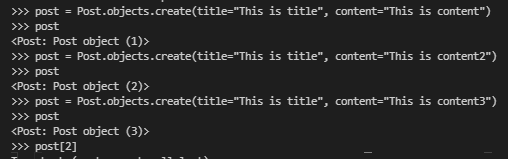 >>> post = Post.objects.create(title="This is title", content="This is content")
>>> post
<Post: Post object (1)>
>>> post = Post.objects.create(title="This is title", content="This is content2")
>>> post
<Post: Post object (2)>
>>> post = Post.objects.create(title="This is title", content="This is content3")
>>> post
<Post: Post object (3)>
>>> post[2]